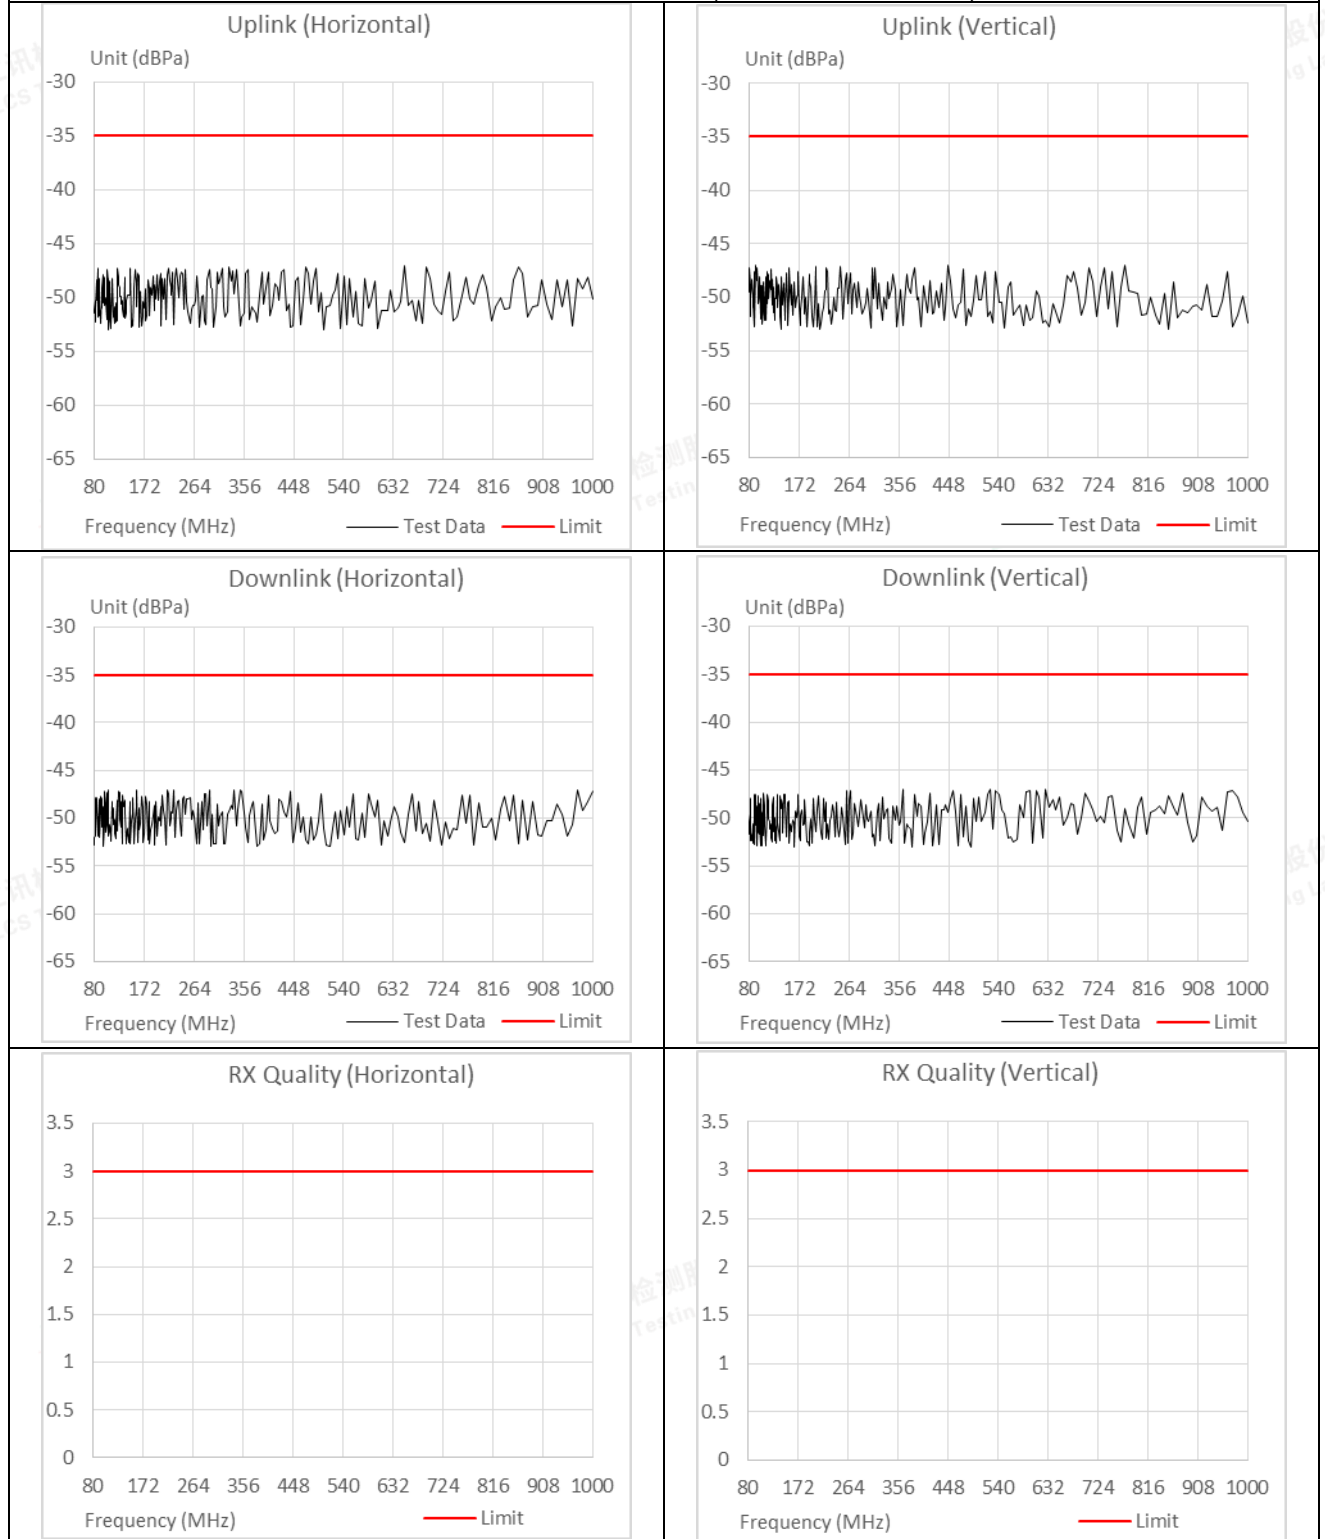 Uplink (Horizontal)
Unit (dBPa)
-30
-35
-40
-45
-50
-55
-60
-65
80 172 264 356 448 540 632 724 816 908 1000
Frequency (MHz) Test Data Limit
Uplink (Vertical)
Unit (dBPa)
-30
-35
-40
-45
-50
-55
-60
-65
80 172 264 356 448 540 632 724 816 908 1000
Frequency (MHz) Test Data Limit
Downlink (Horizontal)
Unit (dBPa)
-30
-35
-40
-45
-50
-55
-60
-65
80 172 264 356 448 540 632 724 816 908 1000
Frequency (MHz) Test Data Limit
Downlink (Vertical)
Unit (dBPa)
-30
-35
-40
-45
-50
-55
-60
-65
80 172 264 356 448 540 632 724 816 908 1000
Frequency (MHz) Test Data Limit
RX Quality (Horizontal)
3.5
3
2.5
2
1.5
1
0.5
0
80 172 264 356 448 540 632 724 816 908 1000
Frequency (MHz) Limit
RX Quality (Vertical)
3.5
3
2.5
2
1.5
1
0.5
0
80 172 264 356 448 540 632 724 816 908 1000
Frequency (MHz) Limit